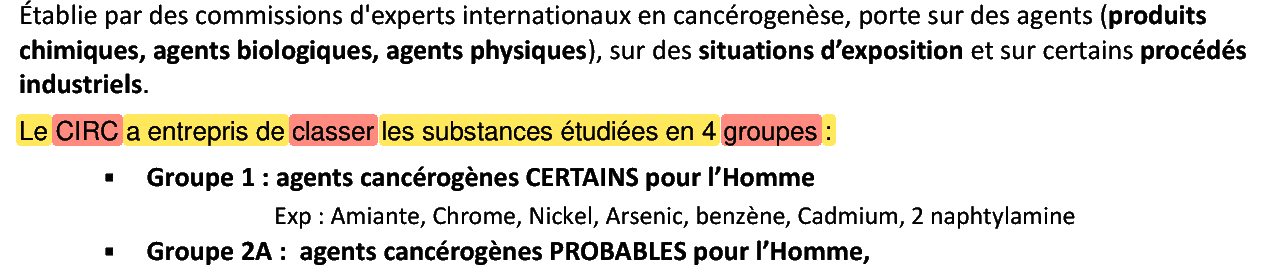 Établie par des commissions d'experts internationaux en cancérogenèse, porte sur des agents (produits
chimiques, agents biologiques, agents physiques), sur des situations d’exposition et sur certains procédés
industriels.
Le CIRC a entrepris de classer les substances étudiées en 4 groupes :
▪ Groupe 1 : agents cancérogènes CERTAINS pour l’Homme
Exp : Amiante, Chrome, Nickel, Arsenic, benzène, Cadmium, 2 naphtylamine
▪ Groupe 2A : agents cancérogènes PROBABLES pour l’Homme,